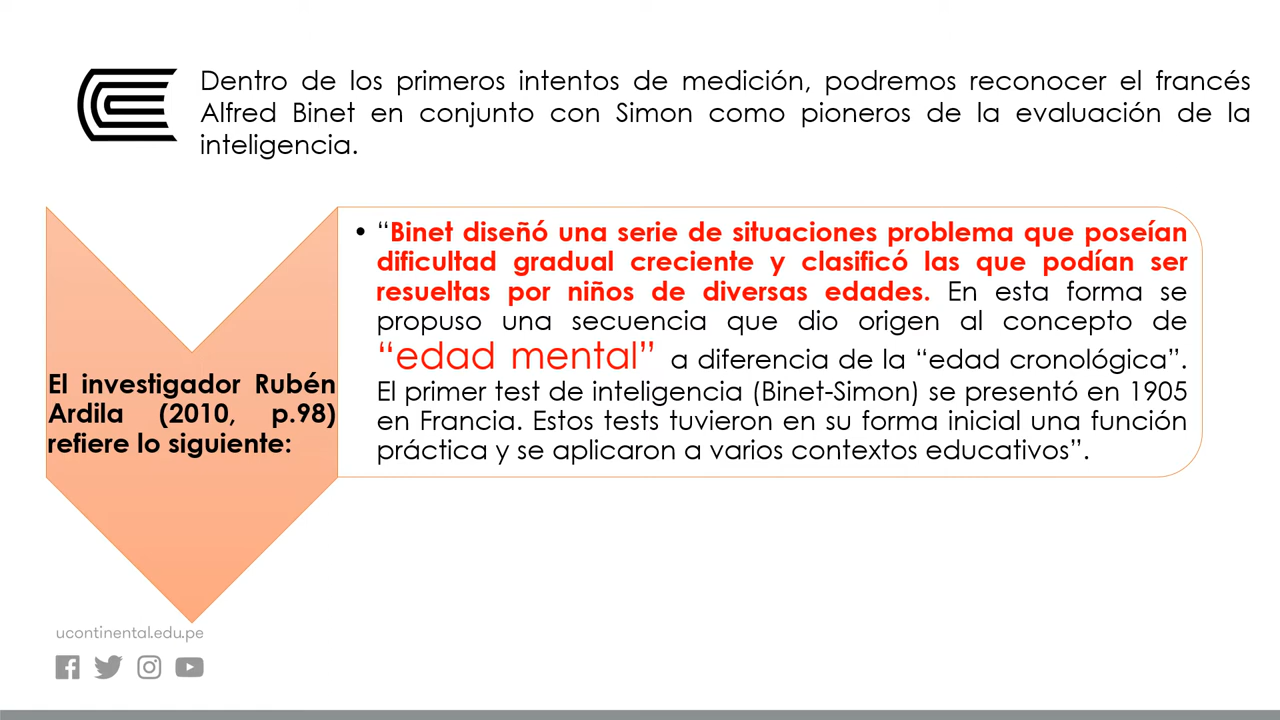 Dentro de los primeros intentos de medición, podremos reconocer el francés
Alfred Binet en conjunto con Simon como pioneros de la evaluación de la
inteligencia.
El investigador Rubén
Ardila (2010, p.98)
refiere lo siguiente:
• “Binet diseñó una serie de situaciones problema que poseían
dificultad gradual creciente y clasificó las que podían ser
resueltas por niños de diversas edades. En esta forma se
propuso una secuencia que dio origen al concepto de
“edad mental” a diferencia de la “edad cronológica”.
El primer test de inteligencia (Binet-Simon) se presentó en 1905
en Francia. Estos tests tuvieron en su forma inicial una función
práctica y se aplicaron a varios contextos educativos”.
ucontinental.edu.pe